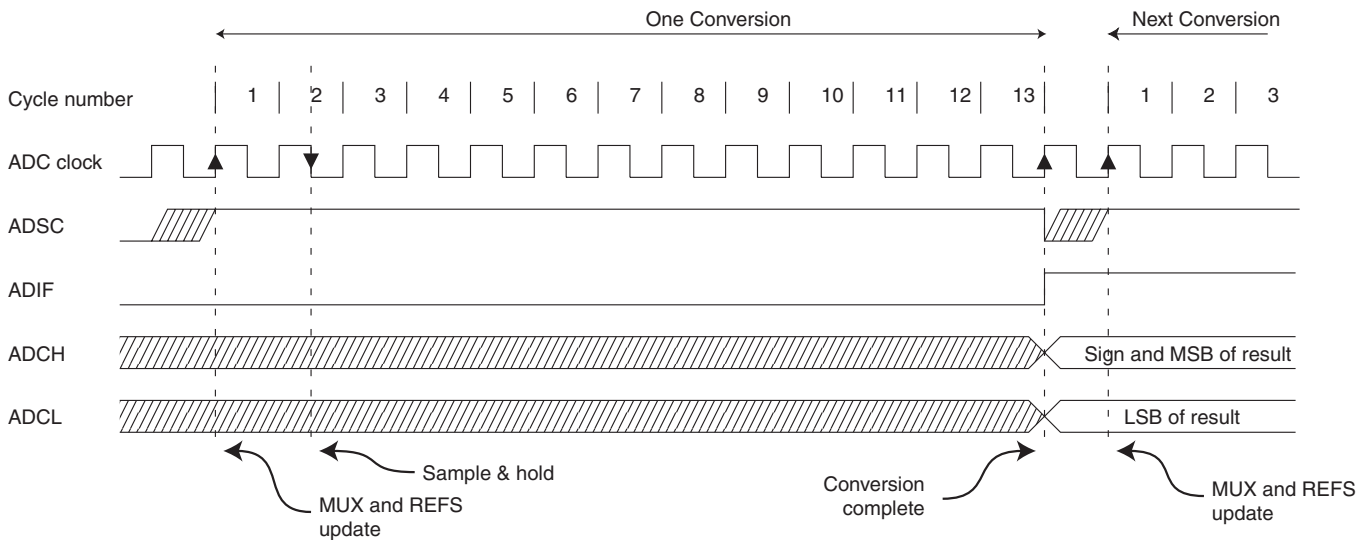 One Conversion
Next Conversion
Cycle number 1 2 3 4 5 6 7 8 9 10 11 12 13 1 2 3
ADC clock
ADSC
ADIF
ADCH
Sign and MSB of result
ADCL
LSB of result
Sample & hold
MUX and REFS
update
Conversion
complete
MUX and REFS
update